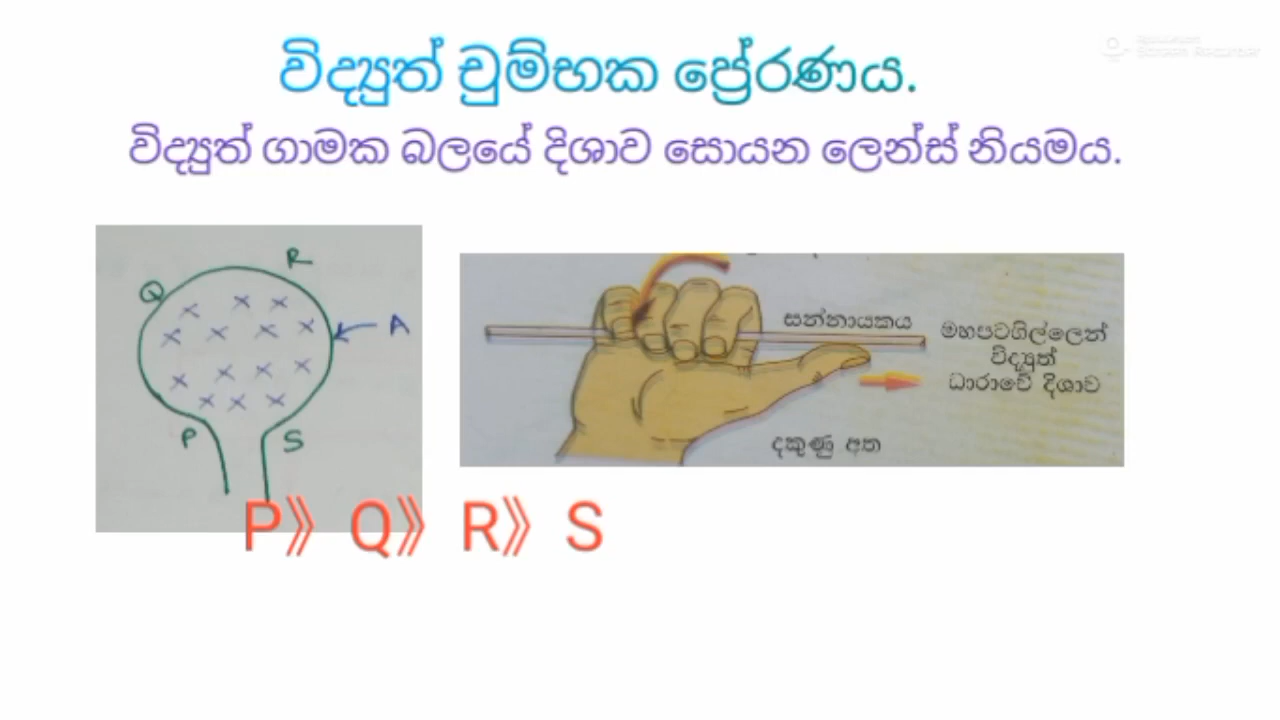 විද්‍යුත් චුම්භක ප්‍රේරණය.
විද්‍යුත් ගාමක බලයේ දිශාව සොයන ලෙන්ස් නියමය.
R
Q
A
P
S
සන්නායකය
මහපටගිල්ලෙන්
විද්‍යුත්
ධාරාවේ දිශාව
දකුණු අත
P》Q》R》S